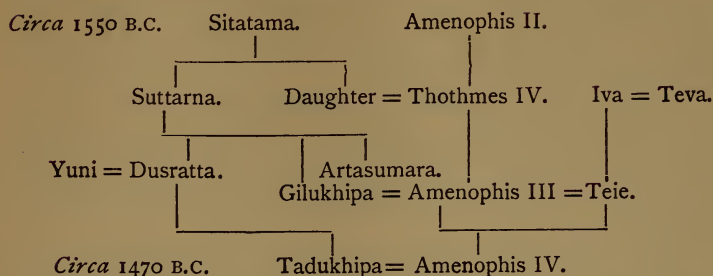 Circa 1550 B.C. Sitatama. Amenophis II.
Suttarna. Daughter = Thothmes IV. Iva = Teva.
Yuni = Dusratta. Artasumara.
Gilukhipa = Amenophis III = Teie.
Circa 1470 B.C. Tadukhipa = Amenophis IV.